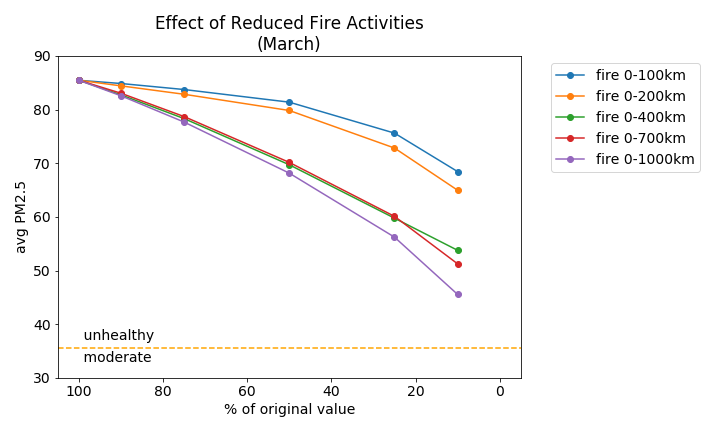 Effect of Reduced Fire Activities
(March)
90
80
70
60
50
40
30
avg PM2.5
unhealthy
moderate
100
80
60
40
20
0
% of original value
fire 0-100km
fire 0-200km
fire 0-400km
fire 0-700km
fire 0-1000km